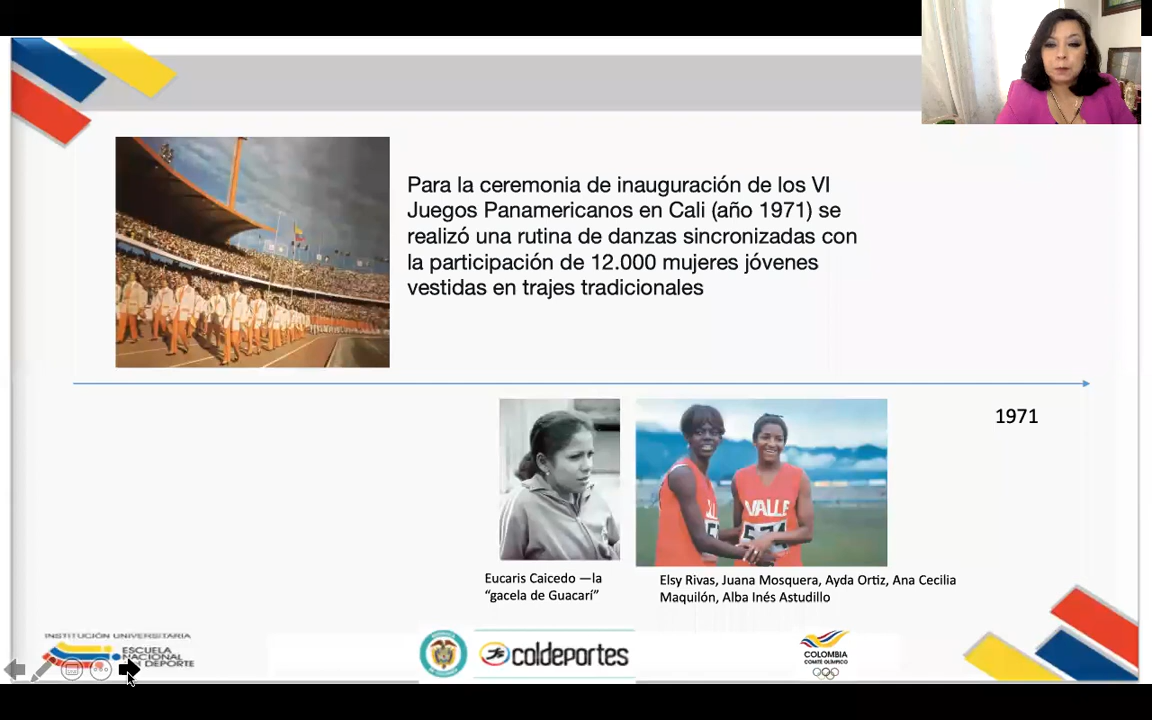 Para la ceremonia de inauguración de los VI
Juegos Panamericanos en Cali (año 1971) se
realizó una rutina de danzas sincronizadas con
la participación de 12.000 mujeres jóvenes
vestidas en trajes tradicionales
1971
VALLE
Eucaris Caicedo —la
“gacela de Guacarí”
Elsy Rivas, Juana Mosquera, Ayda Ortiz, Ana Cecilia
Maquilón, Alba Inés Astudillo
INSTITUCIÓN UNIVERSITARIA
ESCUELA
NACIONAL
DEPORTE
coldeportes
COLOMBIA
COMITÉ OLÍMPICO